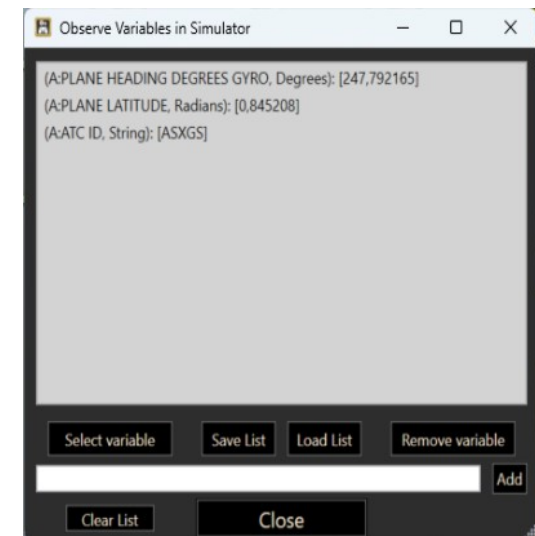 Observe Variables in Simulator
(A:PLANE HEADING DEGREES GYRO, Degrees): [247,792165]
(A:PLANE LATITUDE, Radians): [0,845208]
(A:ATC ID, String): [ASXGS]
Select variable Save List Load List Remove variable
Add
Clear List Close